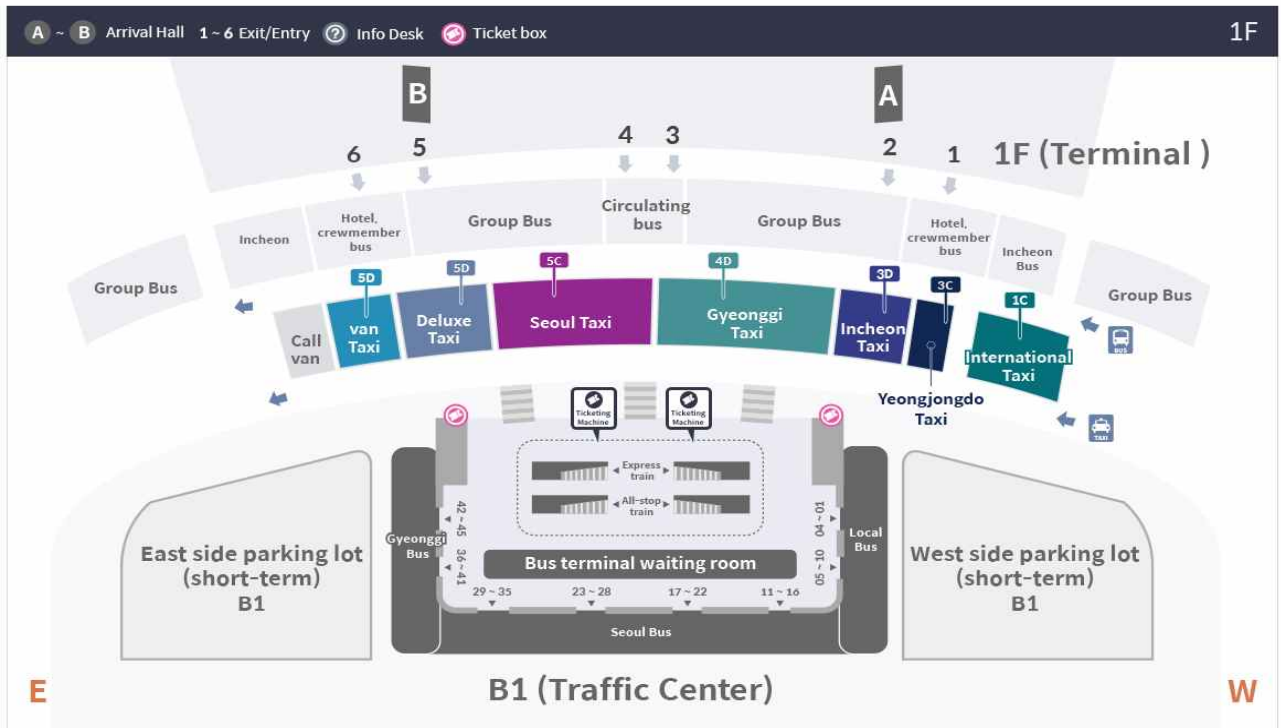 A ~ B Arrival Hall 1 ~ 6 Exit/Entry ? Info Desk Ticket box
1F
B
A
6
5
4
3
2
1
1F (Terminal )
Group Bus
Incheon
Hotel,
crewmember
bus
Group Bus
Circulating
bus
Group Bus
Hotel,
crewmember
bus
Incheon
Bus
Group Bus
BUS
Call
van
5D
van
Taxi
5D
Deluxe
Taxi
5C
Seoul Taxi
4D
Gyeonggi
Taxi
3D
Incheon
Taxi
3C
Yeongjongdo
Taxi
1C
International
Taxi
TAXI
Ticketing
Machine
Ticketing
Machine
Express
train
All-stop
train
42 ~ 45
36 ~ 41
04 ~ 01
05 ~ 10
Gyeonggi
Bus
Local
Bus
Bus terminal waiting room
29 ~ 35
23 ~ 28
17 ~ 22
11 ~ 16
Seoul Bus
East side parking lot
(short-term)
B1
West side parking lot
(short-term)
B1
E
B1 (Traffic Center)
W